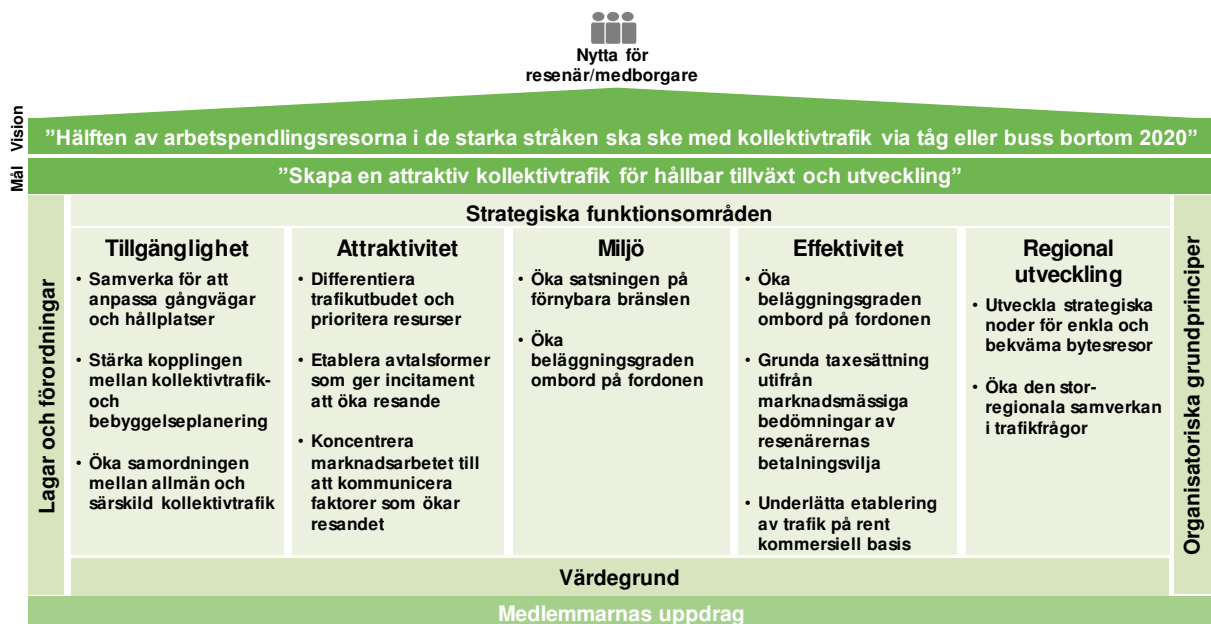 Nytta för
resenär/medborgare
Vision
”Hälften av arbetspendlingsresorna i de starka stråken ska ske med kollektivtrafik via tåg eller buss bortom 2020”
Mål
”Skapa en attraktiv kollektivtrafik för hållbar tillväxt och utveckling”
Lagar och förordningar
Strategiska funktionsområden
Tillgänglighet
• Samverka för att
anpassa gångvägar
och hållplatser
• Stärka kopplingen
mellan kollektivtrafik-
och
bebyggelseplanering
• Öka samordningen
mellan allmän och
särskild kollektivtrafik
Attraktivitet
• Differentiera
trafikutbudet och
prioritera resurser
• Etablera avtalsformer
som ger incitament
att öka resande
• Koncentrera
marknadsarbetet till
att kommunicera
faktorer som ökar
resandet
Miljö
• Öka satsningen på
förnybara bränslen
• Öka
beläggningsgraden
ombord på fordonen
Effektivitet
• Öka
beläggningsgraden
ombord på fordonen
• Grunda taxesättning
utifrån
marknadsmässiga
bedömningar av
resenärernas
betalningsvilja
• Underlätta etablering
av trafik på rent
kommersiell basis
Regional
utveckling
• Utveckla strategiska
noder för enkla och
bekväma bytesresor
• Öka den stor-
regionala samverkan
i trafikfrågor
Organisatoriska grundprinciper
Värdegrund
Medlemmarnas uppdrag